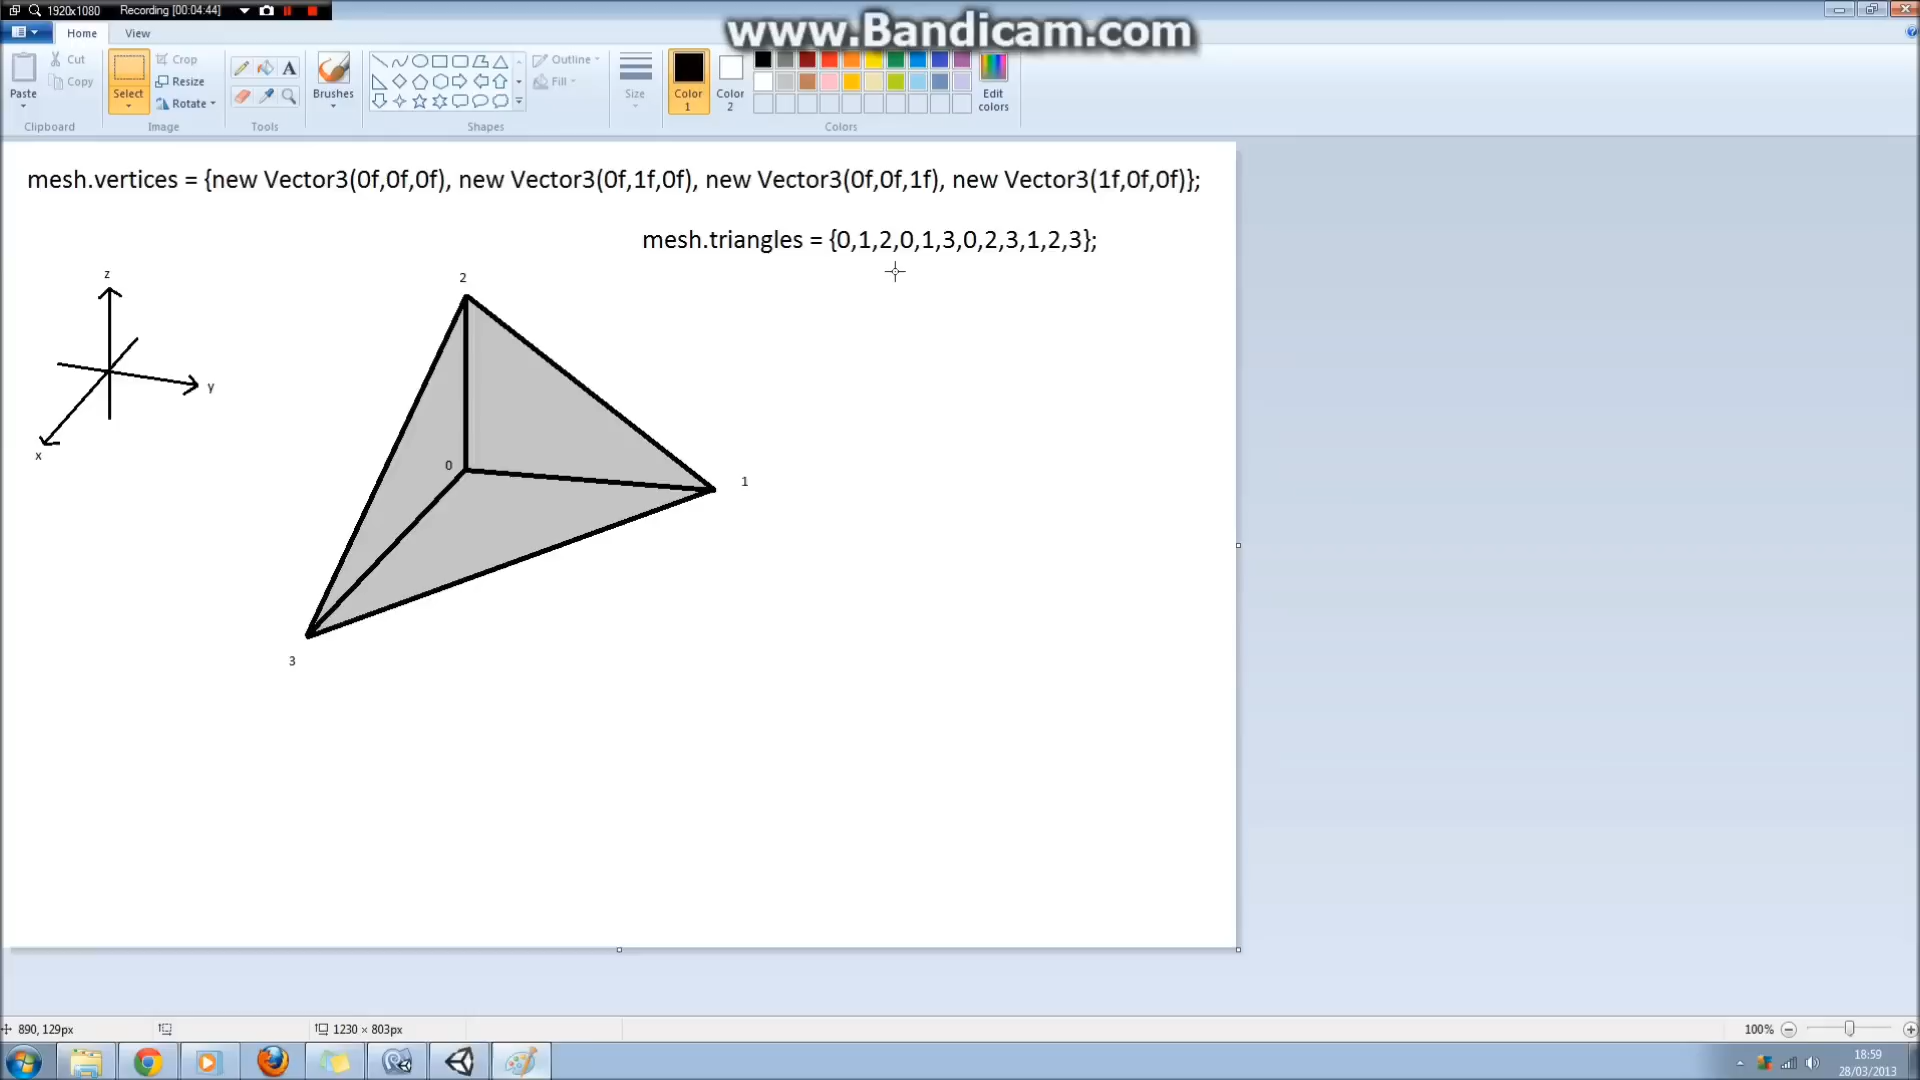 1920x1080 Recording [00:04:44]
www.Bandicam.com
Home View
Paste
Cut
Copy
Clipboard
Select
Crop
Resize
Rotate
Image
Tools
Brushes
Shapes
Outline
Fill
Size
Color 1
Color 2
Edit colors
Colors
mesh.vertices = {new Vector3(0f,0f,0f), new Vector3(0f,1f,0f), new Vector3(0f,0f,1f), new Vector3(1f,0f,0f)};
mesh.triangles = {0,1,2,0,1,3,0,2,3,1,2,3};
z
2
y
x
0
1
3
890, 129px
1230 × 803px
100%
18:59
28/03/2013